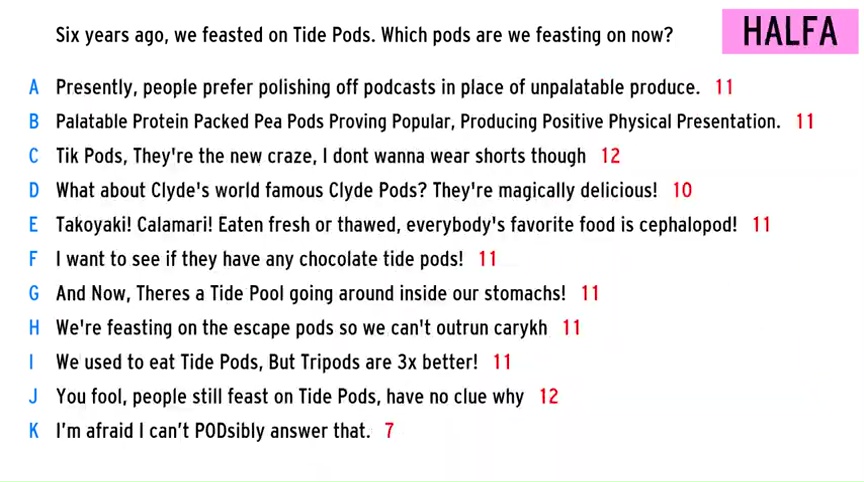 Six years ago, we feasted on Tide Pods. Which pods are we feasting on now?
HALFA
A Presently, people prefer polishing off podcasts in place of unpalatable produce. 11
B Palatable Protein Packed Pea Pods Proving Popular, Producing Positive Physical Presentation. 11
C Tik Pods, They're the new craze, I dont wanna wear shorts though 12
D What about Clyde's world famous Clyde Pods? They're magically delicious! 10
E Takoyaki! Calamari! Eaten fresh or thawed, everybody's favorite food is cephalopod! 11
F I want to see if they have any chocolate tide pods! 11
G And Now, Theres a Tide Pool going around inside our stomachs! 11
H We're feasting on the escape pods so we can't outrun carykh 11
I We used to eat Tide Pods, But Tripods are 3x better! 11
J You fool, people still feast on Tide Pods, have no clue why 12
K I'm afraid I can't PODsibly answer that. 7